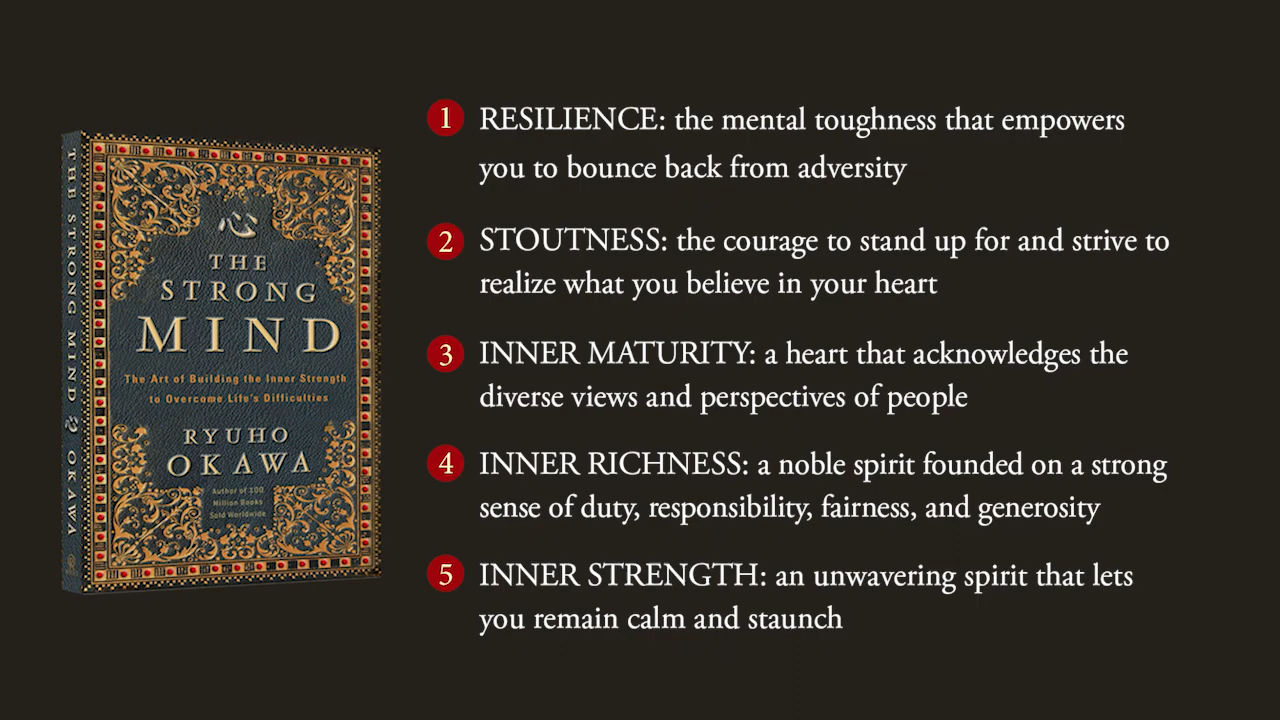 THE STRONG MIND OKAWA
心
THE
STRONG
MIND
The Art of Building the Inner Strength
to Overcome Life's Difficulties
RYUHO
OKAWA
Author of 100
Million Books
Sold Worldwide
1 RESILIENCE: the mental toughness that empowers
you to bounce back from adversity
2 STOUTNESS: the courage to stand up for and strive to
realize what you believe in your heart
3 INNER MATURITY: a heart that acknowledges the
diverse views and perspectives of people
4 INNER RICHNESS: a noble spirit founded on a strong
sense of duty, responsibility, fairness, and generosity
5 INNER STRENGTH: an unwavering spirit that lets
you remain calm and staunch